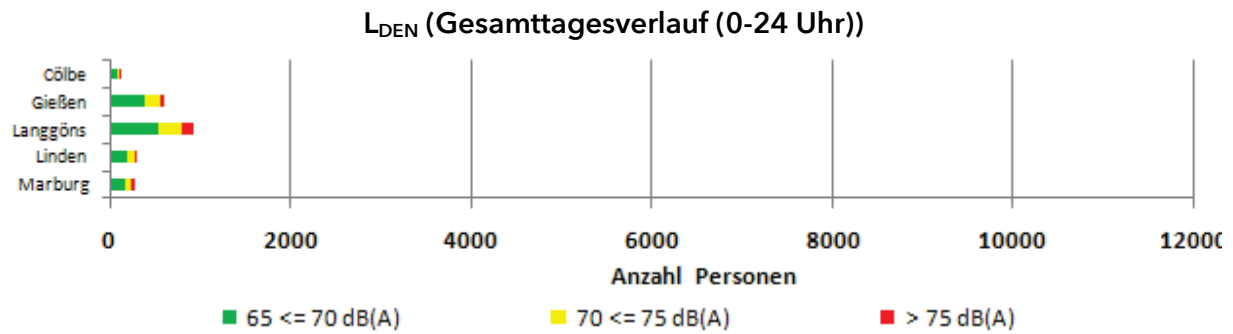 L_DEN (Gesamttagesverlauf (0-24 Uhr))
Cölbe
Gießen
Langgöns
Linden
Marburg
0 2000 4000 6000 8000 10000 12000
Anzahl Personen
65 <= 70 dB(A) 70 <= 75 dB(A) > 75 dB(A)